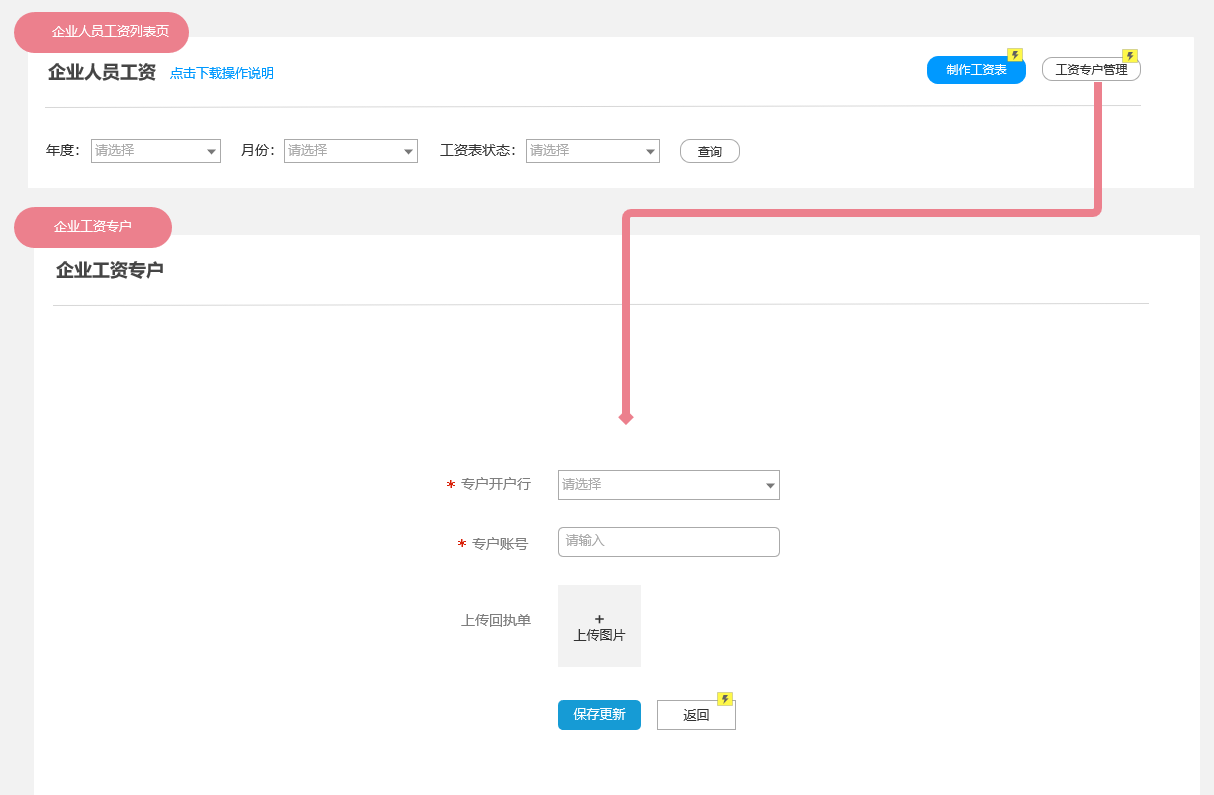 企业人员工资列表页
企业人员工资 点击下载操作说明 制作工资表 工资专户管理
年度： 请选择 月份： 请选择 工资表状态： 请选择 查询
企业工资专户
企业工资专户
* 专户开户行 请选择
* 专户账号 请输入
上传回执单 + 上传图片
保存更新 返回